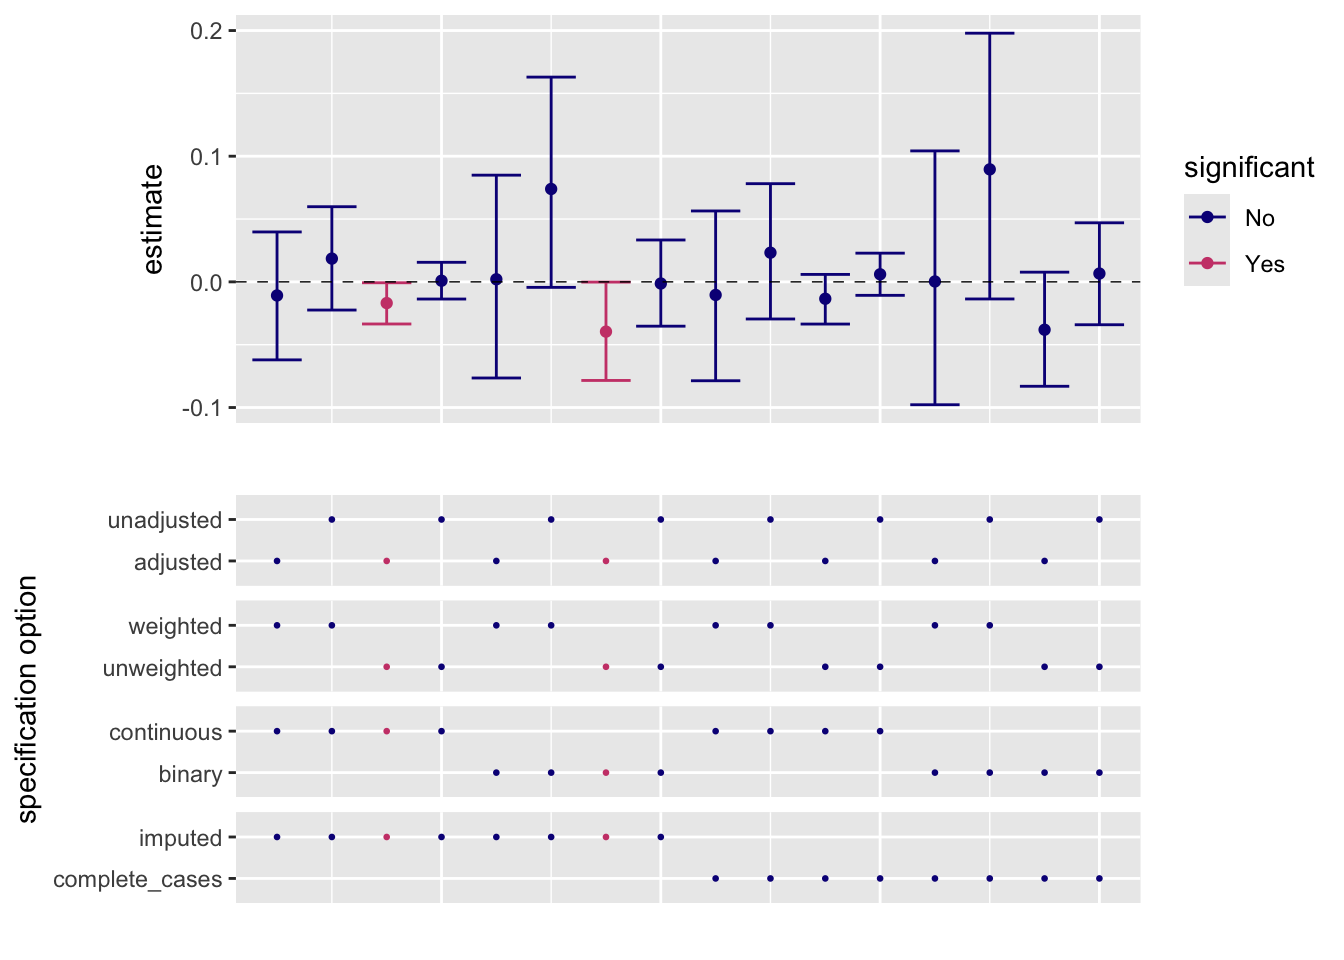 estimate
0.2
0.1
0.0
-0.1
significant
No
Yes
specification option
unadjusted
adjusted
weighted
unweighted
continuous
binary
imputed
complete_cases